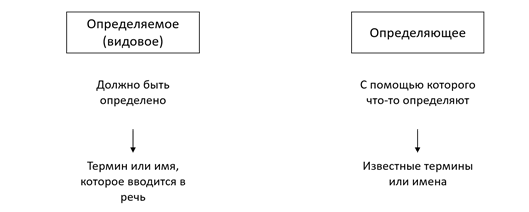 Определяемое
(видовое)
Должно быть
определено
Термин или имя,
которое вводится в
речь
Определяющее
С помощью которого
что-то определяют
Известные термины
или имена